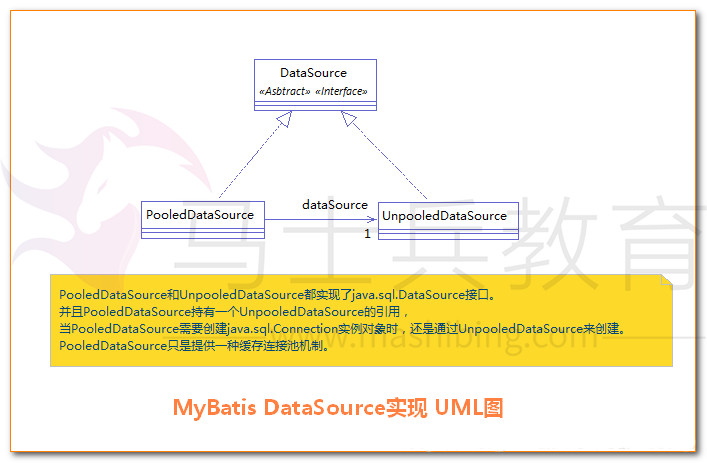 DataSource
«Asbtract» «Interface»
PooledDataSource
dataSource
1
UnpooledDataSource
马士兵教育
www.mashibing.com
PooledDataSource和UnpooledDataSource都实现了java.sql.DataSource接口。
并且PooledDataSource持有一个UnpooledDataSource的引用，
当PooledDataSource需要创建java.sql.Connection实例对象时，还是通过UnpooledDataSource来创建。
PooledDataSource只是提供一种缓存连接池机制。
MyBatis DataSource实现 UML图